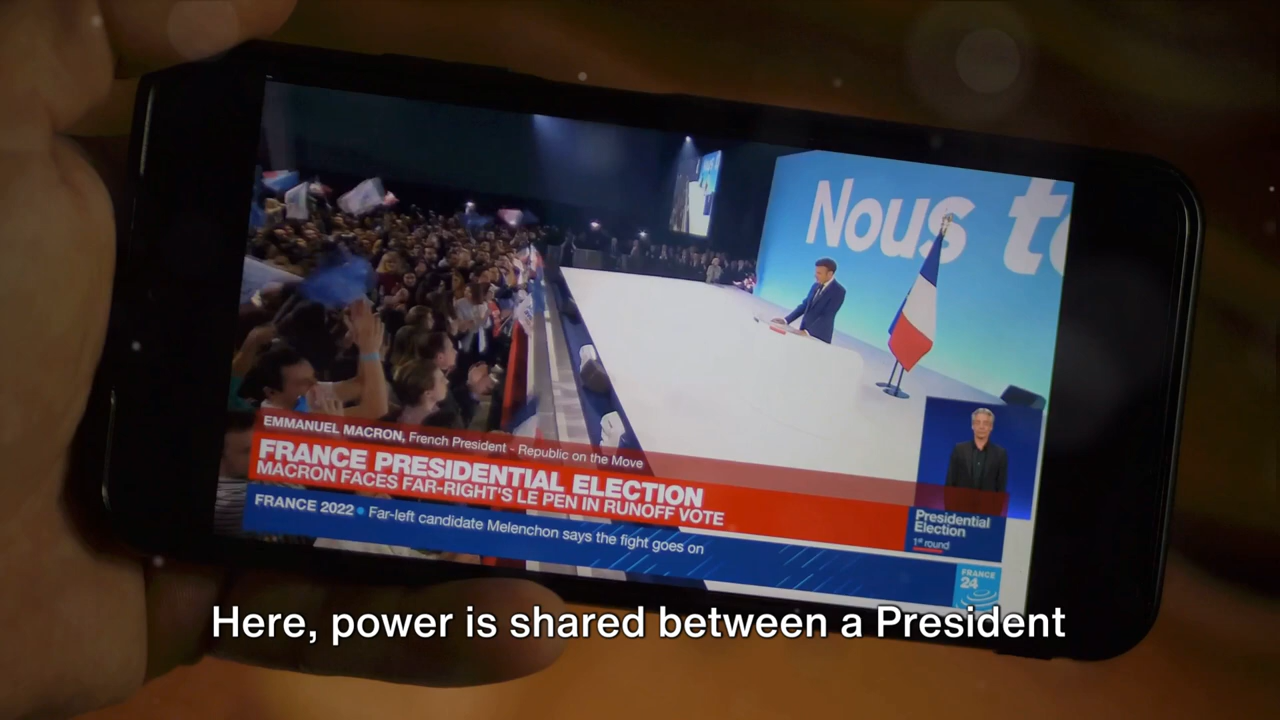 Nous to
EMMANUEL MACRON, French President - Republic on the Move
FRANCE PRESIDENTIAL ELECTION
MACRON FACES FAR-RIGHT'S LE PEN IN RUNOFF VOTE
FRANCE 2022 • Far-left candidate Melenchon says the fight goes on
Presidential
Election
1st round
FRANCE
24
Here, power is shared between a President